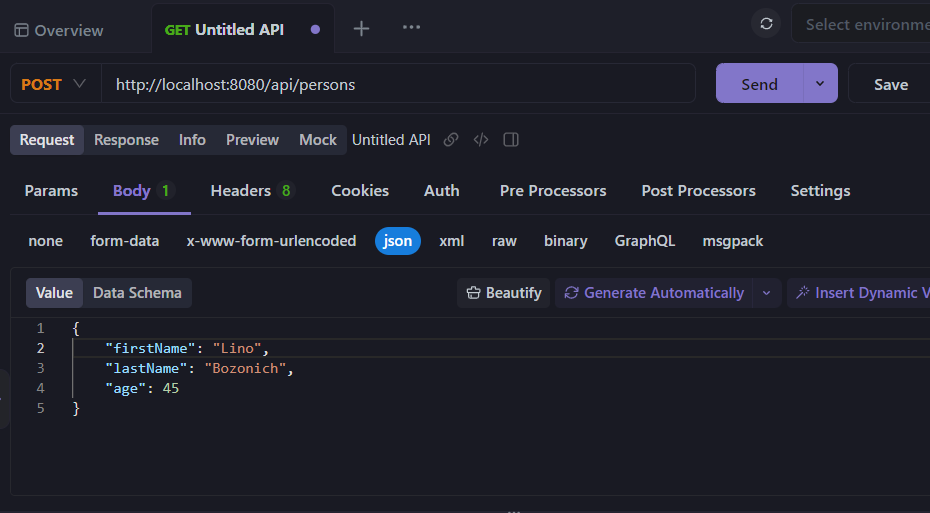 Overview GET Untitled API Select environme
POST http://localhost:8080/api/persons Send Save
Request Response Info Preview Mock Untitled API
Params Body 1 Headers 8 Cookies Auth Pre Processors Post Processors Settings
none form-data x-www-form-urlencoded json xml raw binary GraphQL msgpack
Value Data Schema Beautify Generate Automatically Insert Dynamic V
1 {
2 "firstName": "Lino",
3 "lastName": "Bozonich",
4 "age": 45
5 }